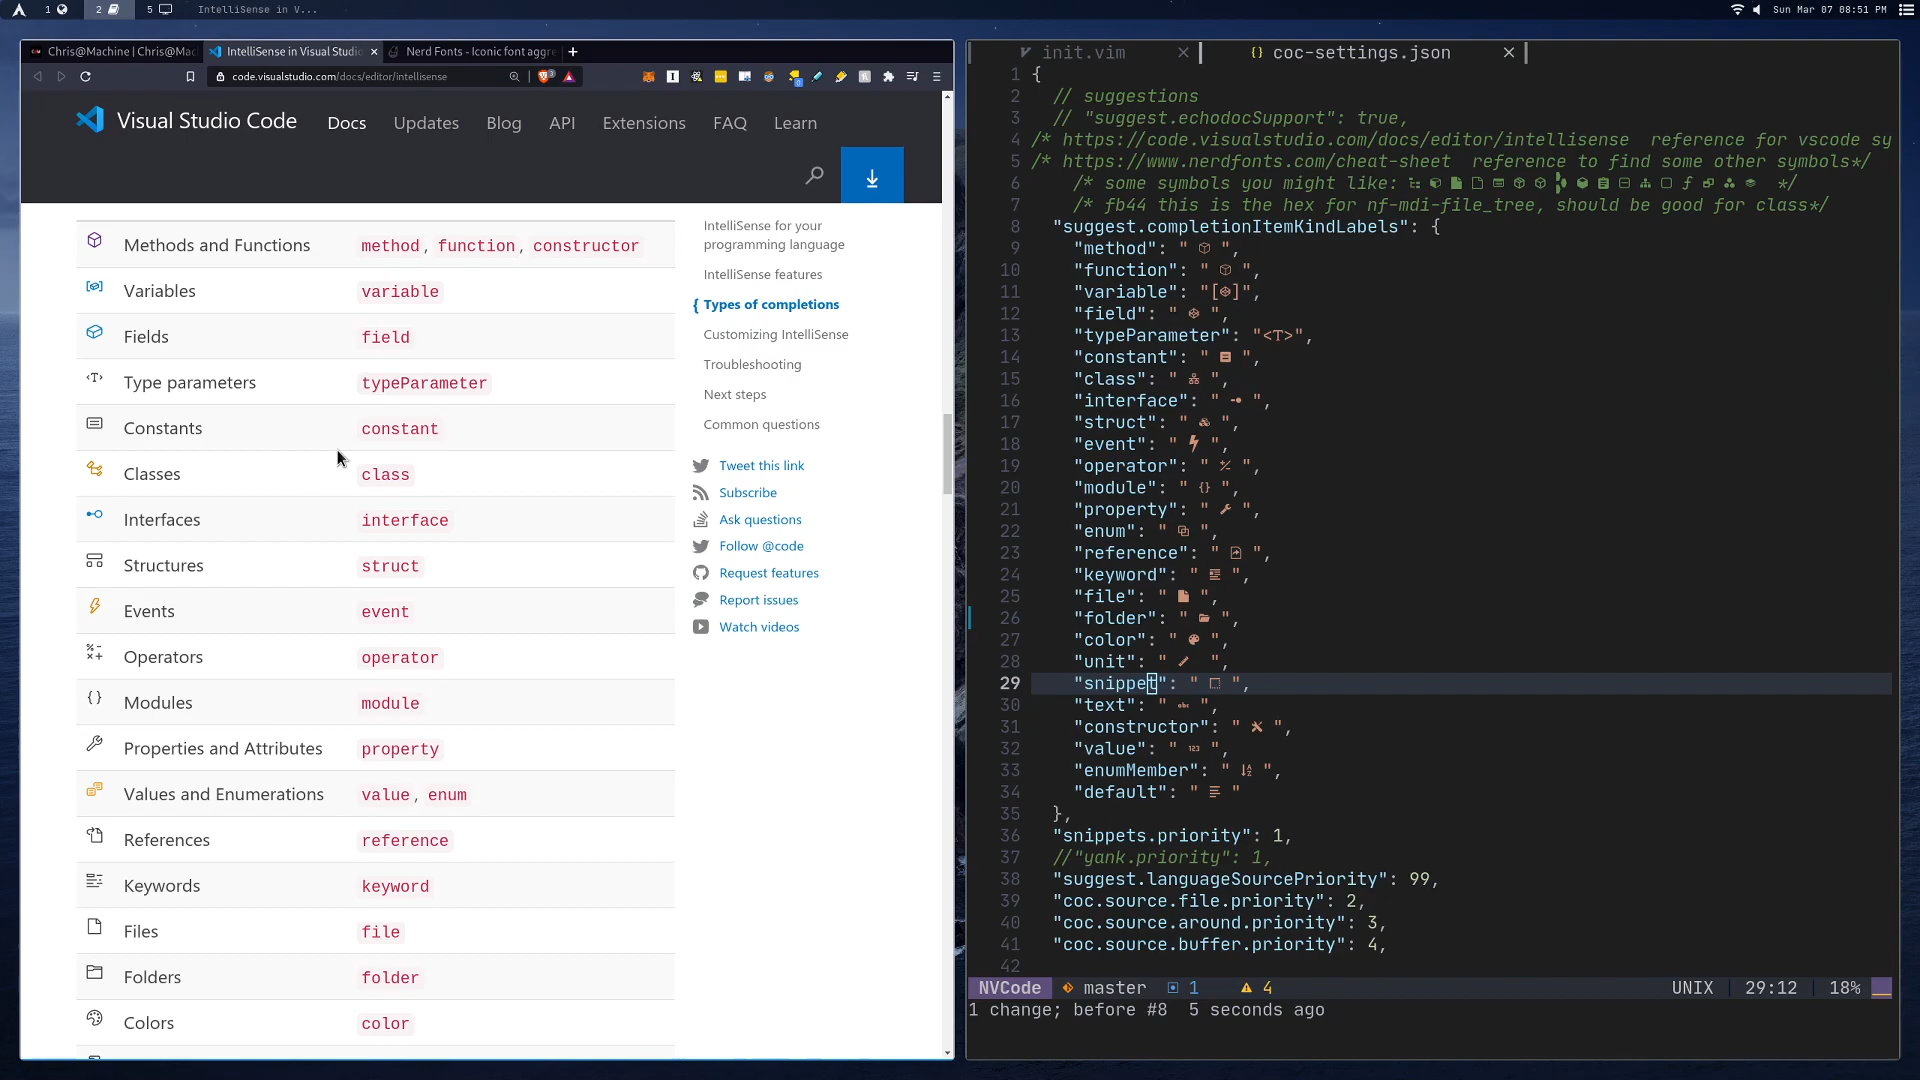 1 2 5 IntelliSense in V... Sun Mar 07 08:51 PM
Chris@Machine | Chris@Mac IntelliSense in Visual Studi Nerd Fonts - Iconic font aggre
code.visualstudio.com/docs/editor/intellisense
Visual Studio Code Docs Updates Blog API Extensions FAQ Learn
Methods and Functions method, function, constructor
Variables variable
Fields field
Type parameters typeParameter
Constants constant
Classes class
Interfaces interface
Structures struct
Events event
Operators operator
Modules module
Properties and Attributes property
Values and Enumerations value, enum
References reference
Keywords keyword
Files file
Folders folder
Colors color
IntelliSense for your
programming language
IntelliSense features
Types of completions
Customizing IntelliSense
Troubleshooting
Next steps
Common questions
Tweet this link
Subscribe
Ask questions
Follow @code
Request features
Report issues
Watch videos
init.vim {} coc-settings.json
1 {
2 // suggestions
3 // "suggest.echodocSupport": true,
4 /* https://code.visualstudio.com/docs/editor/intellisense reference for vscode sy
5 /* https://www.nerdfonts.com/cheat-sheet reference to find some other symbols*/
6 /* some symbols you might like: */
7 /* fb44 this is the hex for nf-mdi-file_tree, should be good for class*/
8 "suggest.completionItemKindLabels": {
9 "method": " ",
10 "function": " ",
11 "variable": "[]",
12 "field": " ",
13 "typeParameter": "<T>",
14 "constant": " ",
15 "class": " ",
16 "interface": " ",
17 "struct": " ",
18 "event": " ",
19 "operator": " ",
20 "module": " {} ",
21 "property": " ",
22 "enum": " ",
23 "reference": " ",
24 "keyword": " ",
25 "file": " ",
26 "folder": " ",
27 "color": " ",
28 "unit": " ",
29 "snippet": " ",
30 "text": " abc ",
31 "constructor": " ",
32 "value": " 123 ",
33 "enumMember": " ",
34 "default": " "
35 },
36 "snippets.priority": 1,
37 //"yank.priority": 1,
38 "suggest.languageSourcePriority": 99,
39 "coc.source.file.priority": 2,
40 "coc.source.around.priority": 3,
41 "coc.source.buffer.priority": 4,
42
NVCode master 1 4 UNIX 29:12 18%
1 change; before #8 5 seconds ago